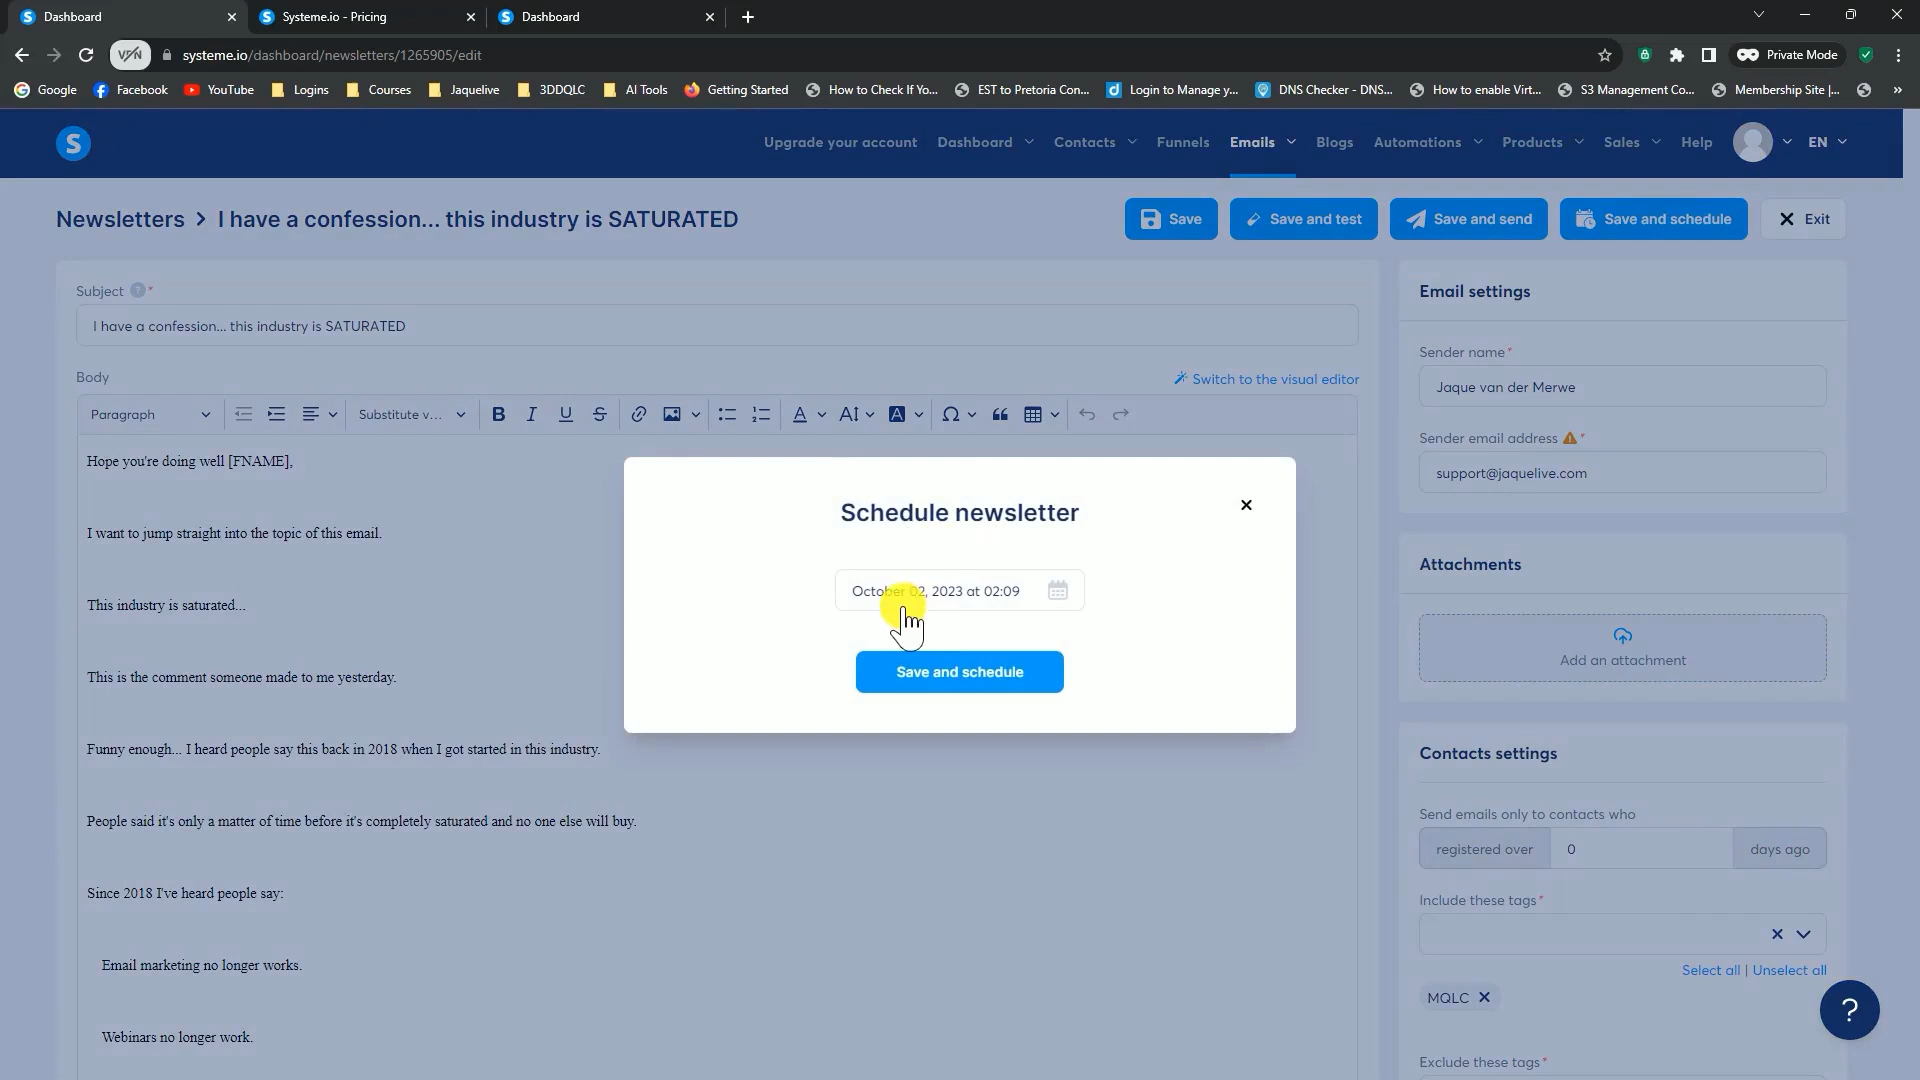 Dashboard
Systeme.io - Pricing
Dashboard
VPN
systeme.io/dashboard/newsletters/1265905/edit
Private Mode
Google
Facebook
YouTube
Logins
Courses
Jaquelive
3DDQLC
AI Tools
Getting Started
How to Check If Yo...
EST to Pretoria Con...
Login to Manage y...
DNS Checker - DNS...
How to enable Virt...
S3 Management Co...
Membership Site |...
»
S
Upgrade your account
Dashboard
Contacts
Funnels
Emails
Blogs
Automations
Products
Sales
Help
EN
Newsletters > I have a confession... this industry is SATURATED
Save
Save and test
Save and send
Save and schedule
Exit
Subject ? *
I have a confession... this industry is SATURATED
Body
Switch to the visual editor
Paragraph
Substitute v...
Hope you're doing well [FNAME],
I want to jump straight into the topic of this email.
This industry is saturated...
This is the comment someone made to me yesterday.
Funny enough... I heard people say this back in 2018 when I got started in this industry.
People said it's only a matter of time before it's completely saturated and no one else will buy.
Since 2018 I've heard people say:
Email marketing no longer works.
Webinars no longer work.
Schedule newsletter
October 02, 2023 at 02:09
Save and schedule
Email settings
Sender name*
Jaque van der Merwe
Sender email address *
support@jaquelive.com
Attachments
Add an attachment
Contacts settings
Send emails only to contacts who
registered over
0
days ago
Include these tags*
Select all | Unselect all
MQLC
Exclude these tags*
?